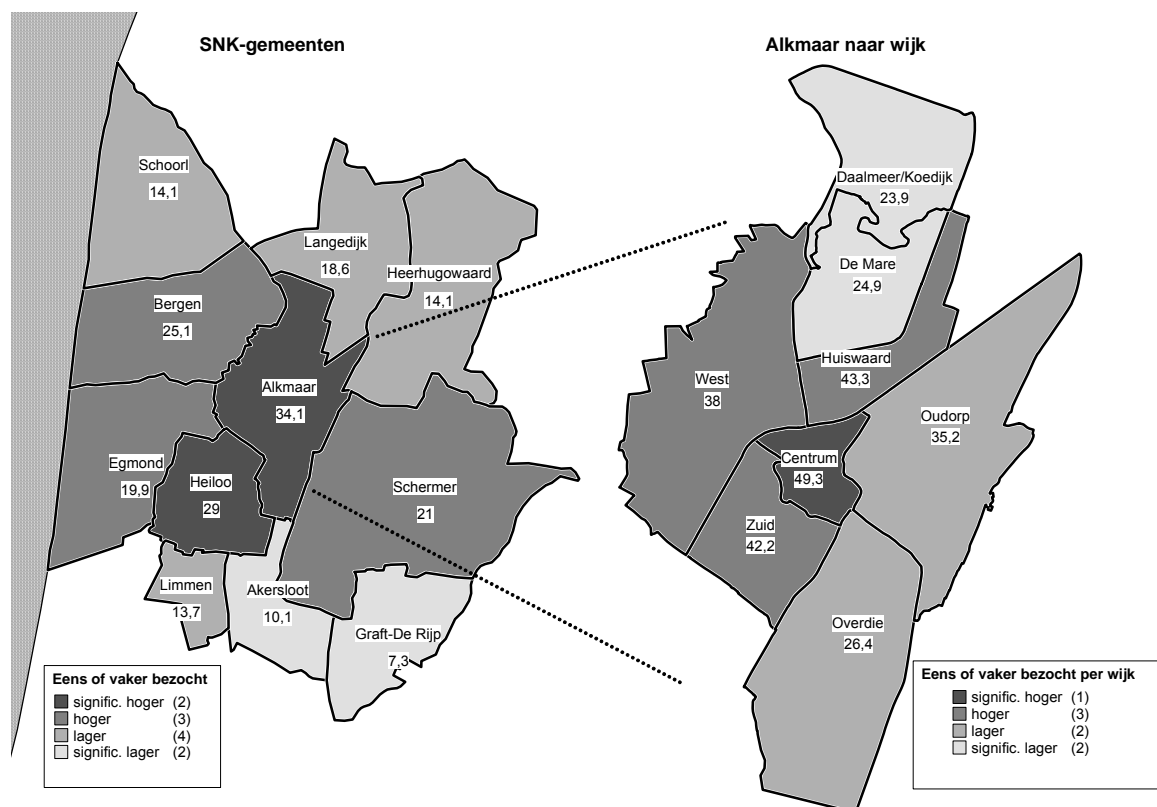 SNK-gemeenten
Schoorl
14,1
Langedijk
18,6
Heerhugowaard
14,1
Bergen
25,1
Alkmaar
34,1
Egmond
19,9
Heiloo
29
Schermer
21
Limmen
13,7
Akersloot
10,1
Graft-De Rijp
7,3
Eens of vaker bezocht
signific. hoger (2)
hoger (3)
lager (4)
signific. lager (2)
Alkmaar naar wijk
Daalmeer/Koedijk
23,9
De Mare
24,9
Huiswaard
43,3
West
38
Oudorp
35,2
Centrum
49,3
Zuid
42,2
Overdie
26,4
Eens of vaker bezocht per wijk
signific. hoger (1)
hoger (3)
lager (2)
signific. lager (2)